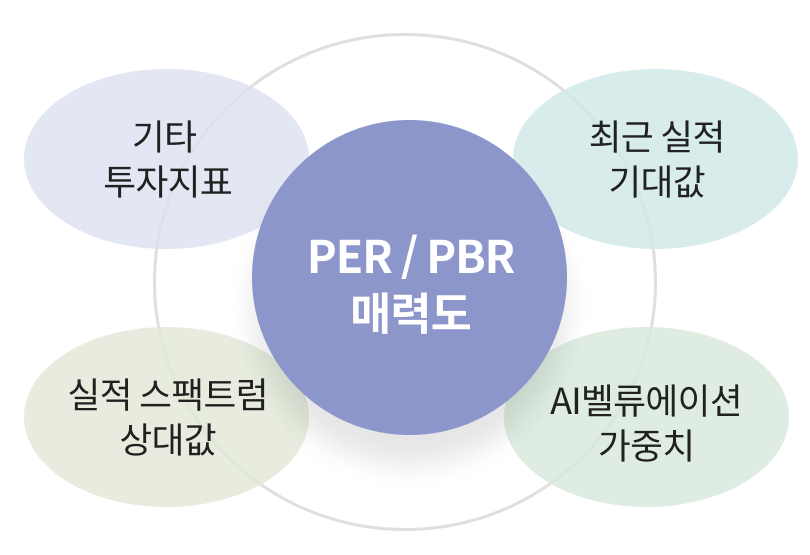 기타
투자지표
최근 실적
기대값
PER / PBR
매력도
실적 스팩트럼
상대값
AI벨류에이션
가중치